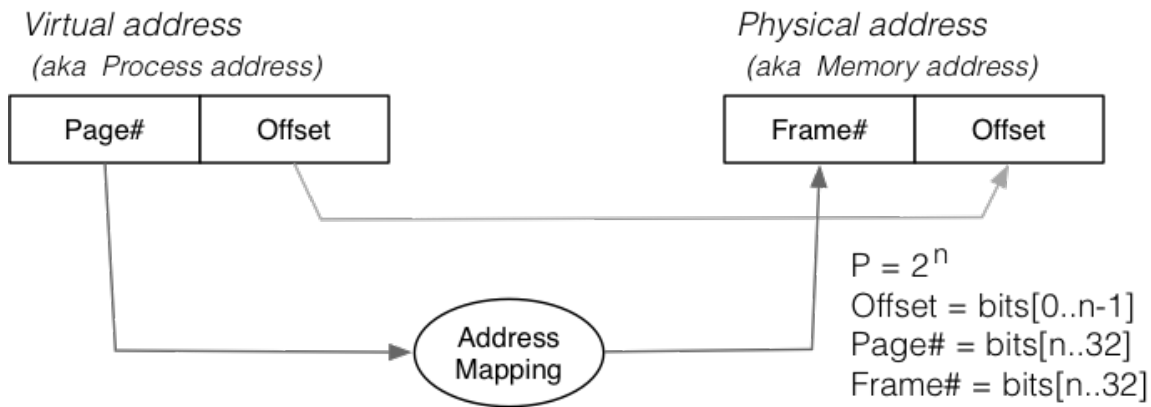 Virtual address
(aka Process address)
Physical address
(aka Memory address)
Page#
Offset
Frame#
Offset
Address
Mapping
P = 2^n
Offset = bits[0..n-1]
Page# = bits[n..32]
Frame# = bits[n..32]